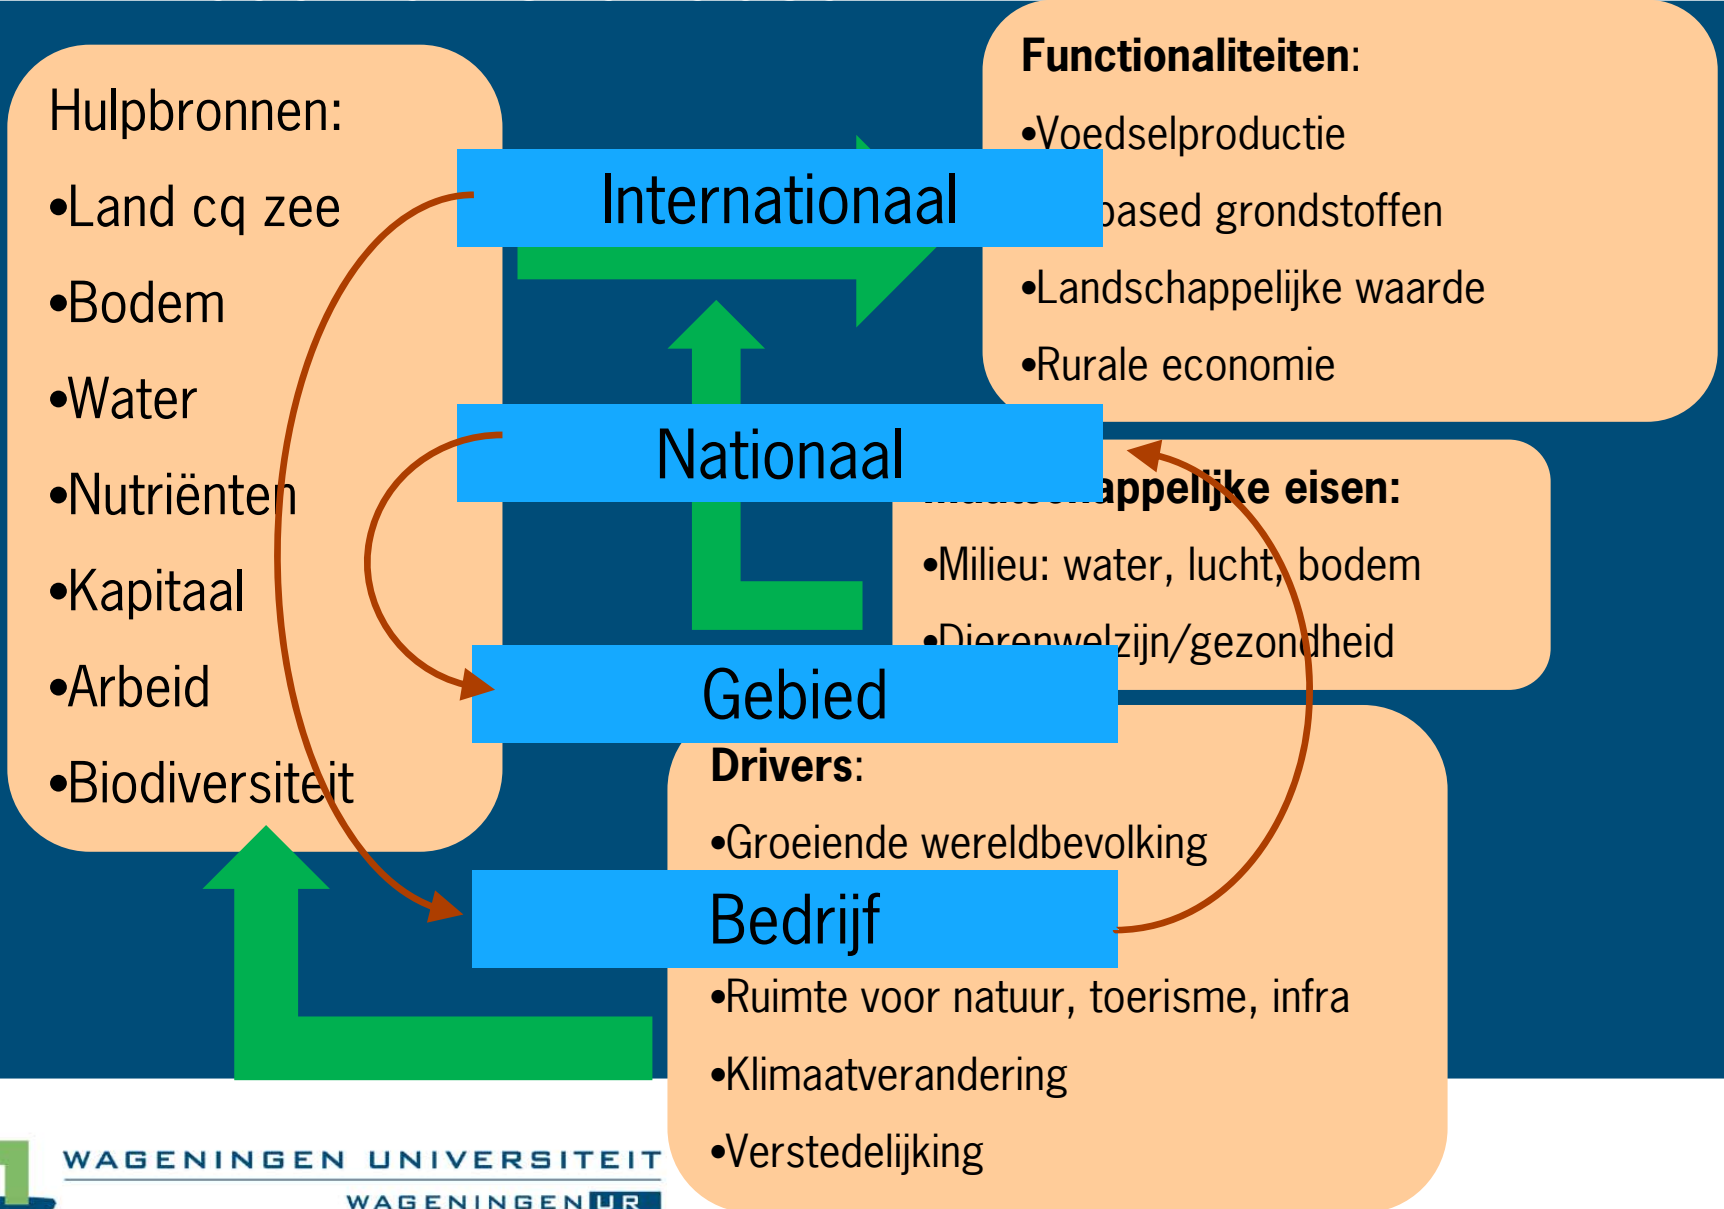 Hulpbronnen:
•Land cq zee
•Bodem
•Water
•Nutriënten
•Kapitaal
•Arbeid
•Biodiversiteit
Functionaliteiten:
•Voedselproductie
grondstoffen
•Landschappelijke waarde
•Rurale economie
Internationaal
Nationaal
eisen:
•Milieu: water, lucht, bodem
•Dierenwelzijn/gezondheid
Gebied
Drivers:
•Groeiende wereldbevolking
Bedrijf
•Ruimte voor natuur, toerisme, infra
•Klimaatverandering
•Verstedelijking
WAGENINGEN UNIVERSITEIT
WAGENINGEN UR